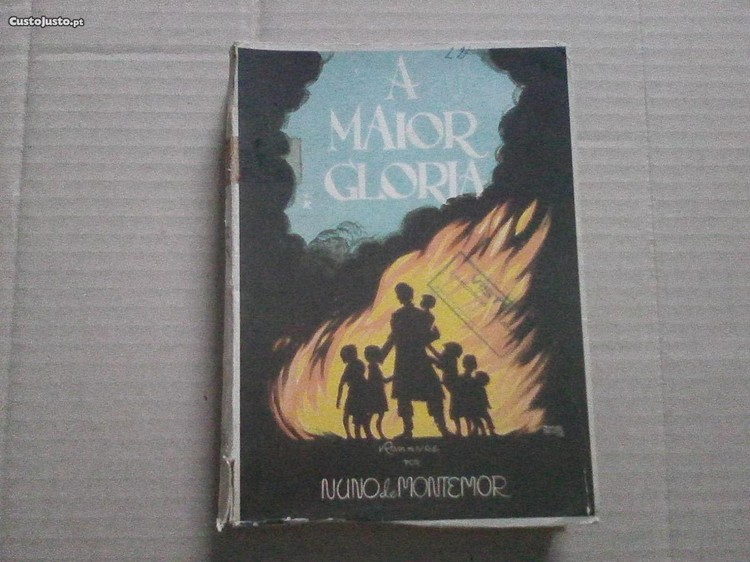 CustoJusto.pt
A
MAIOR
GLORIA
Romance
POR
NUNO de MONTEMOR